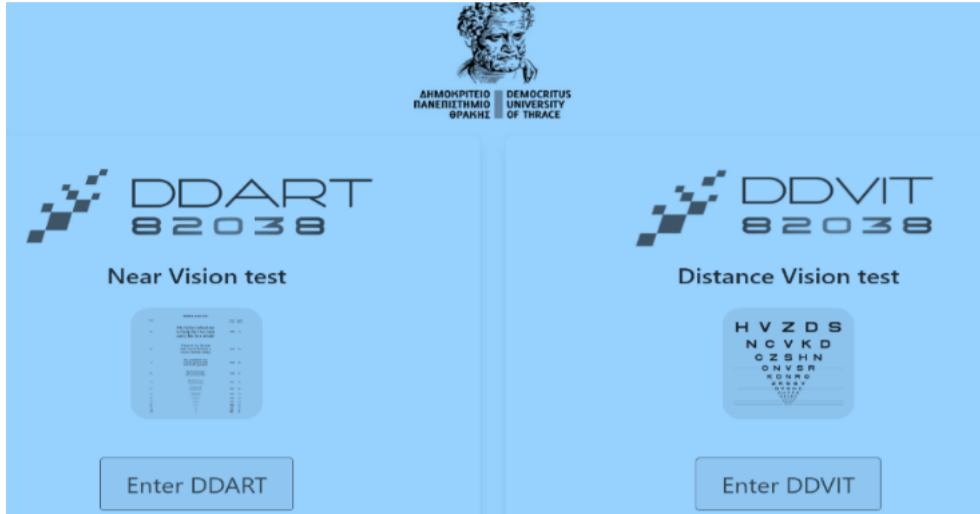 ΔΗΜΟΚΡΙΤΕΙΟ
ΠΑΝΕΠΙΣΤΗΜΙΟ
ΘΡΑΚΗΣ
DEMOCRITUS
UNIVERSITY
OF THRACE
DDART
82038
Near Vision test
Enter DDART
DDVIT
82038
Distance Vision test
H V Z D S
N C V K D
C Z S H N
O N V S R
K D N R O
Enter DDVIT